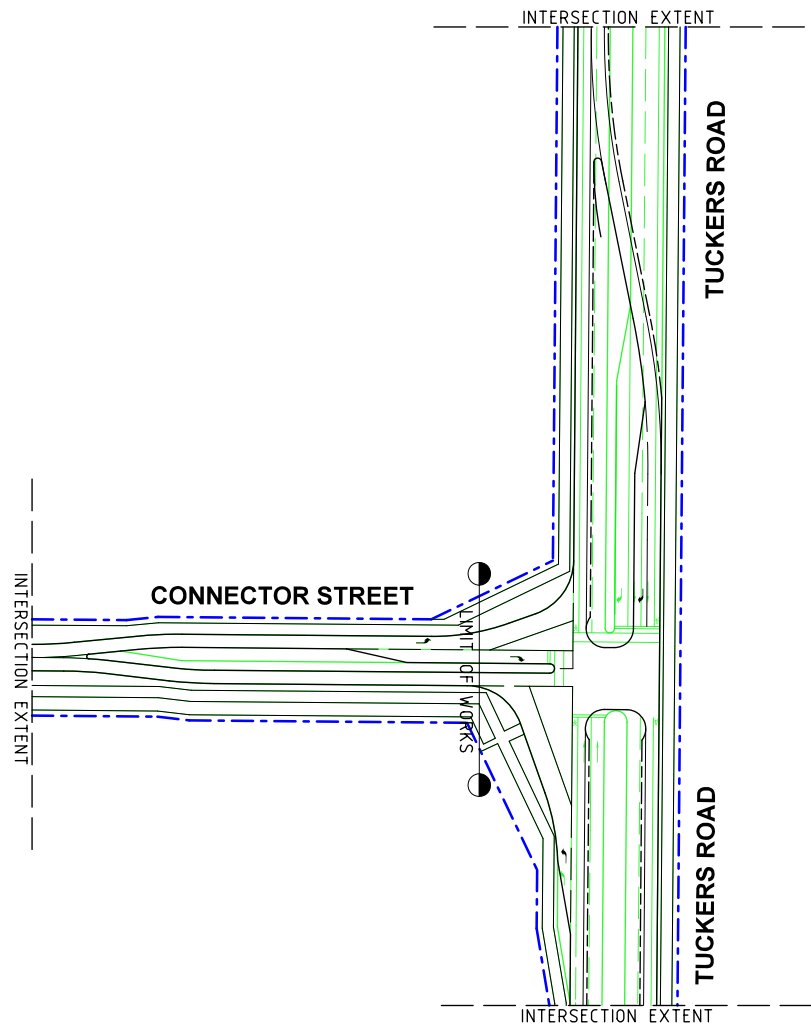 INTERSECTION EXTENT
TUCKERS ROAD
CONNECTOR STREET
INTERSECTION EXTENT
LIMIT OF WORKS
TUCKERS ROAD
INTERSECTION EXTENT